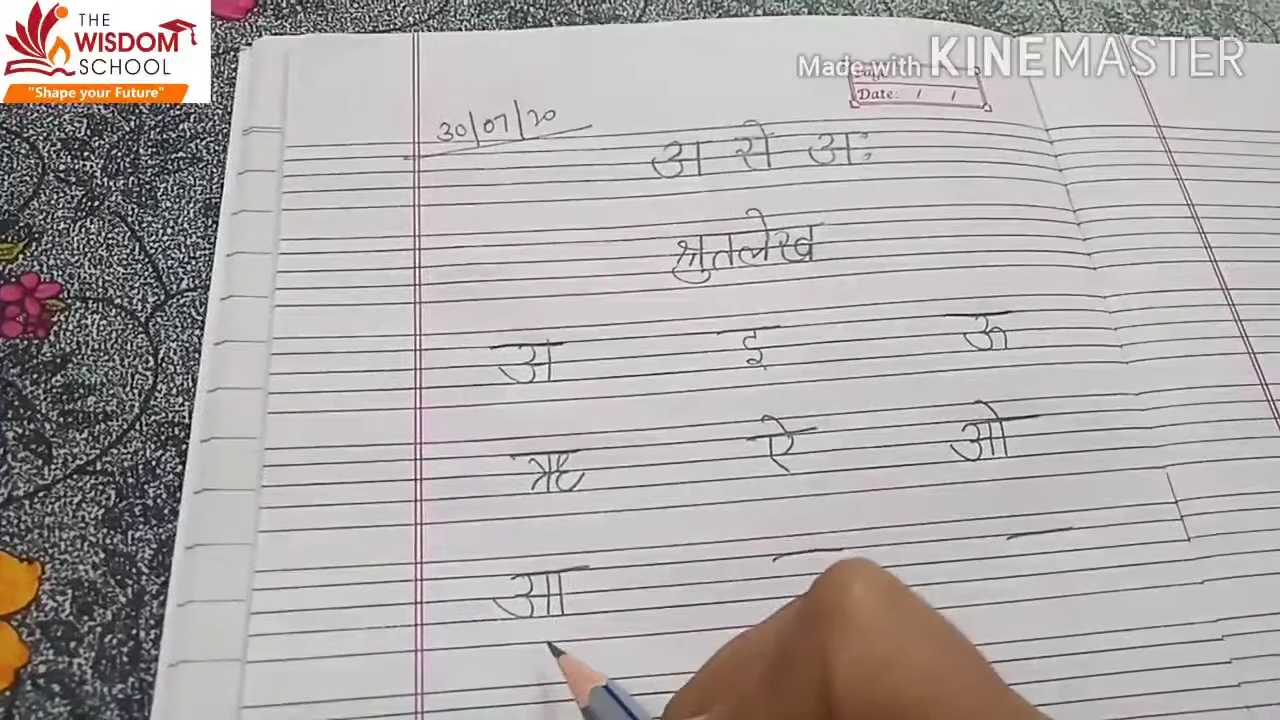 THE
WISDOM
SCHOOL
"Shape your Future"
Made with KINEMASTER
Date: / /
30/07/20
अ से अः
श्रुतलेख
अ इ ऊ
ऋ ऐ ओ
आ